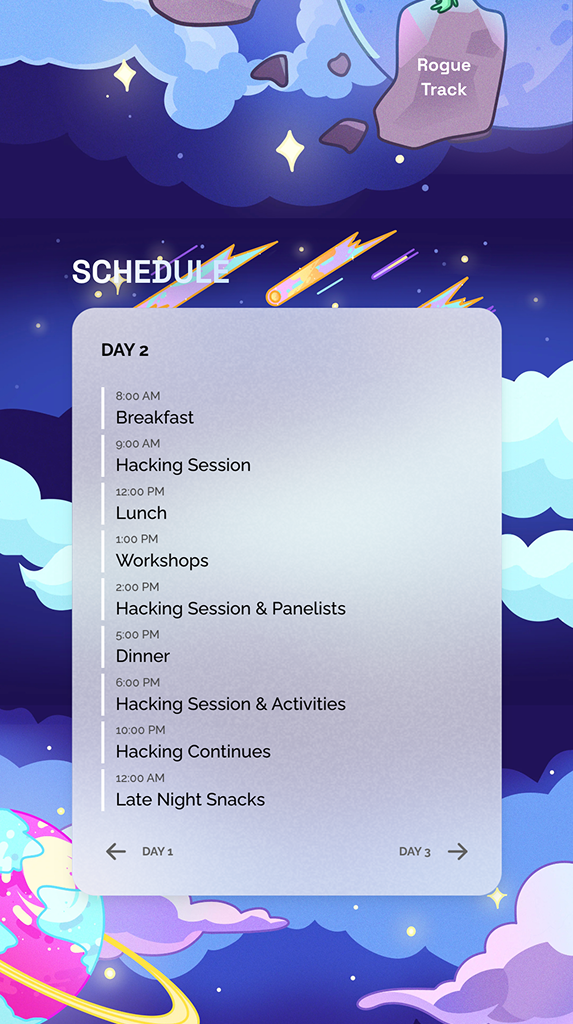 Rogue
Track
SCHEDULE
DAY 2
8:00 AM
Breakfast
9:00 AM
Hacking Session
12:00 PM
Lunch
1:00 PM
Workshops
2:00 PM
Hacking Session & Panelists
5:00 PM
Dinner
6:00 PM
Hacking Session & Activities
10:00 PM
Hacking Continues
12:00 AM
Late Night Snacks
← DAY 1 DAY 3 →